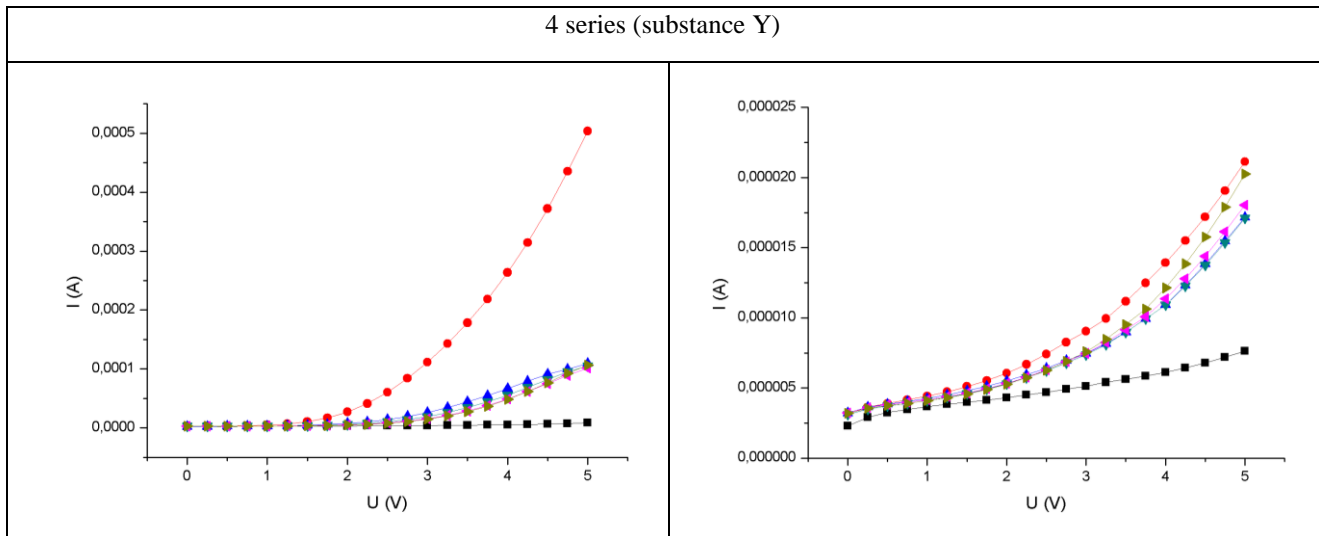 4 series (substance Y)
0,0005
0,0004
0,0003
0,0002
0,0001
0,0000
I (A)
0 1 2 3 4 5
U (V)
0,000025
0,000020
0,000015
0,000010
0,000005
0,000000
I (A)
0 1 2 3 4 5
U (V)